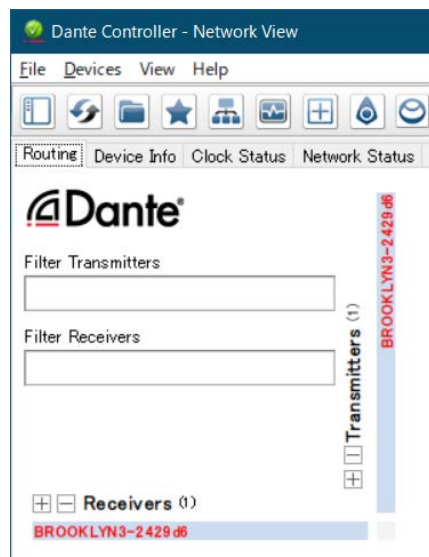 Dante Controller - Network View
File Devices View Help
Routing Device Info Clock Status Network Status
Dante®
Filter Transmitters
Filter Receivers
Transmitters (1)
BROOKLYN3-2429d6
Receivers (1)
BROOKLYN3-2429d6